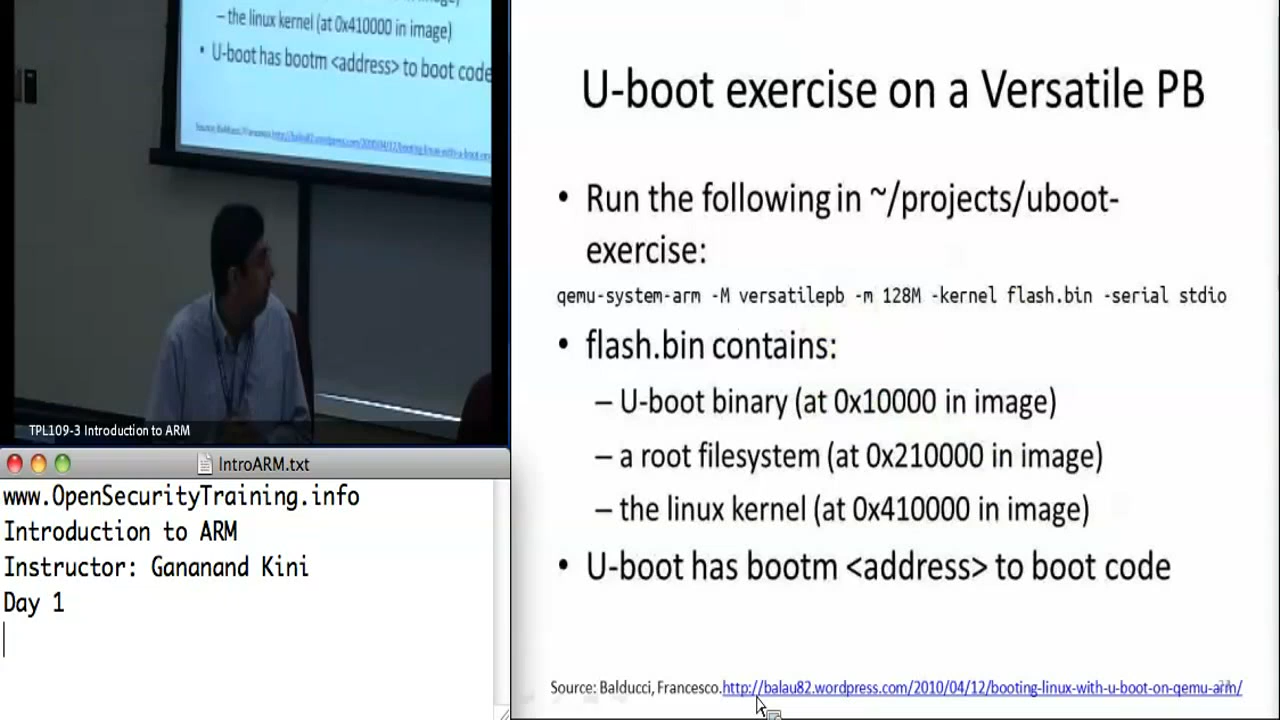 – the linux kernel (at 0x410000 in image)
• U-boot has bootm <address> to boot code
TPL109-3 Introduction to ARM
IntroARM.txt
www.OpenSecurityTraining.info
Introduction to ARM
Instructor: Gananand Kini
Day 1
U-boot exercise on a Versatile PB
• Run the following in ~/projects/uboot-
exercise:
qemu-system-arm -M versatilepb -m 128M -kernel flash.bin -serial stdio
• flash.bin contains:
– U-boot binary (at 0x10000 in image)
– a root filesystem (at 0x210000 in image)
– the linux kernel (at 0x410000 in image)
• U-boot has bootm <address> to boot code
Source: Balducci, Francesco.http://balau82.wordpress.com/2010/04/12/booting-linux-with-u-boot-on-qemu-arm/